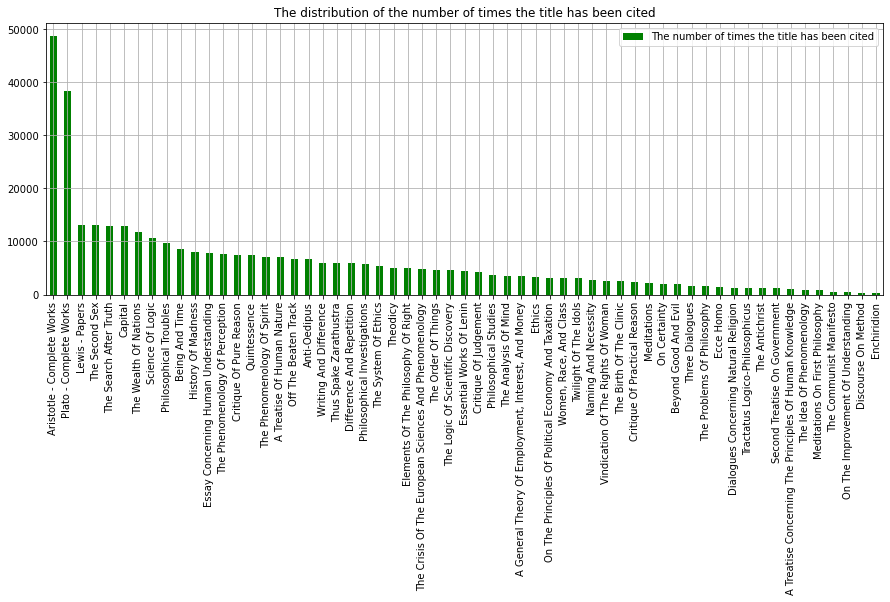 The distribution of the number of times the title has been cited
The number of times the title has been cited
50000
40000
30000
20000
10000
0
Aristotle - Complete Works
Plato - Complete Works
Lewis - Papers
The Second Sex
The Search After Truth
Capital
The Wealth Of Nations
Science Of Logic
Philosophical Troubles
Being And Time
History Of Madness
Essay Concerning Human Understanding
The Phenomenology Of Perception
Critique Of Pure Reason
Quintessence
The Phenomenology Of Spirit
A Treatise Of Human Nature
Off The Beaten Track
Anti-Oedipus
Writing And Difference
Thus Spake Zarathustra
Difference And Repetition
Philosophical Investigations
The System Of Ethics
Theodicy
Elements Of The Philosophy Of Right
The Crisis Of The European Sciences And Phenomenology
The Order Of Things
The Logic Of Scientific Discovery
Essential Works Of Lenin
Critique Of Judgement
Philosophical Studies
The Analysis Of Mind
A General Theory Of Employment, Interest, And Money
Ethics
On The Principles Of Political Economy And Taxation
Women, Race, And Class
Twilight Of The Idols
Naming And Necessity
Vindication Of The Rights Of Woman
The Birth Of The Clinic
Critique Of Practical Reason
Meditations
On Certainty
Beyond Good And Evil
Three Dialogues
The Problems Of Philosophy
Ecce Homo
Dialogues Concerning Natural Religion
Tractatus Logico-Philosophicus
The Antichrist
Second Treatise On Government
A Treatise Concerning The Principles Of Human Knowledge
The Idea Of Phenomenology
Meditations On First Philosophy
The Communist Manifesto
On The Improvement Of Understanding
Discourse On Method
Enchiridion